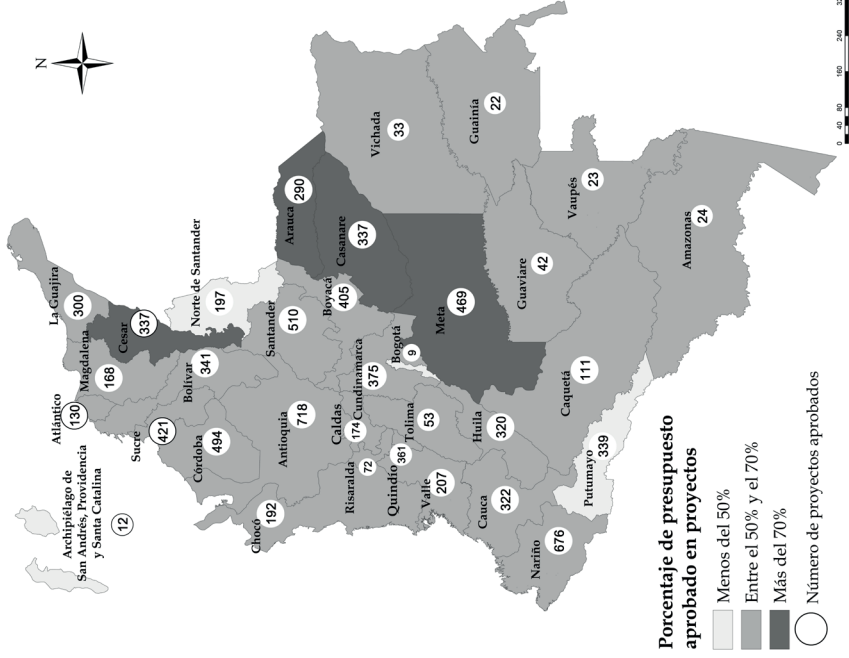 N
Archipiélago de
San Andrés, Providencia
y Santa Catalina
12
Atlántico
130
La Guajira
300
Magdalena
168
Cesar
337
Sucre
421
Bolivar
341
Norte de Santander
197
Córdoba
494
Antioquia
718
Santander
510
Arauca
290
Chocó
192
Caldas
174
Boyacá
405
Casanare
337
Vichada
33
Risaralda
72
Cundinamarca
375
Bogotá
9
Quindío
361
Tolima
53
Meta
469
Guainía
22
Valle
207
Huila
320
Guaviare
42
Vaupés
23
Cauca
322
Nariño
676
Caquetá
111
Putumayo
339
Amazonas
24
Porcentaje de presupuesto
aprobado en proyectos
Menos del 50%
Entre el 50% y el 70%
Más del 70%
Número de proyectos aprobados
0 40 80 160 240